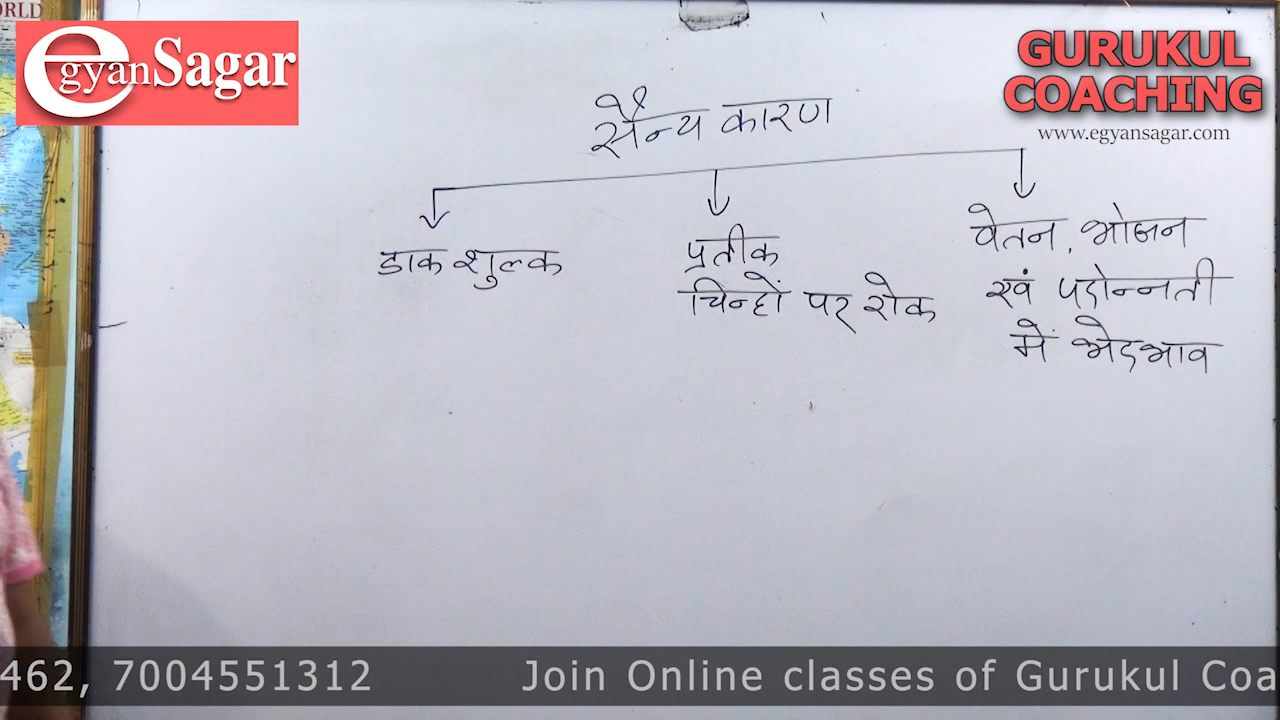 ORLD
egyanSagar
GURUKUL
COACHING
www.egyansagar.com
सैन्य कारण
डाक शुल्क
प्रतीक
चिन्हों पर रोक
वेतन, भोजन
एवं पदोन्नती
में भेदभाव
462, 7004551312 Join Online classes of Gurukul Coa